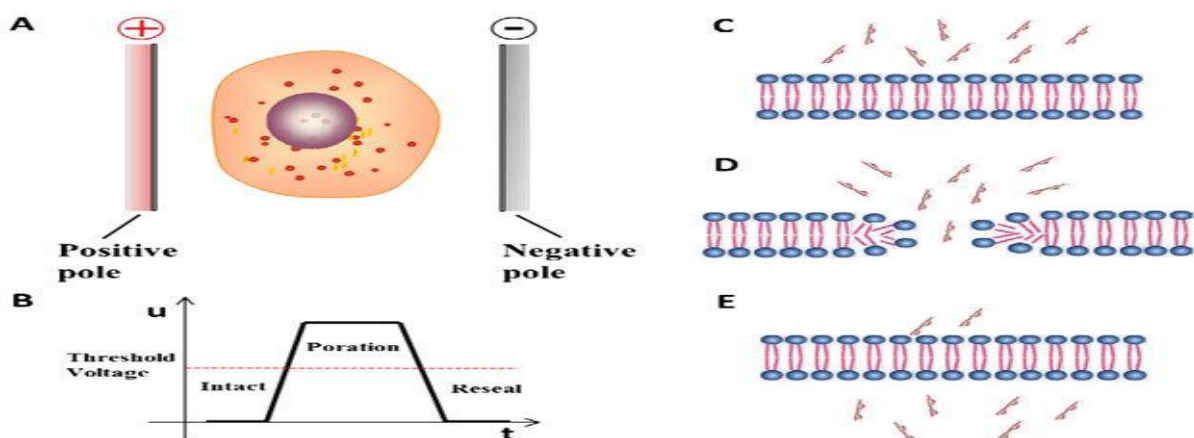 A
+
-
Positive
pole
Negative
pole
B
u
Threshold
Voltage
Intact
Poration
Reseal
t
C
D
E